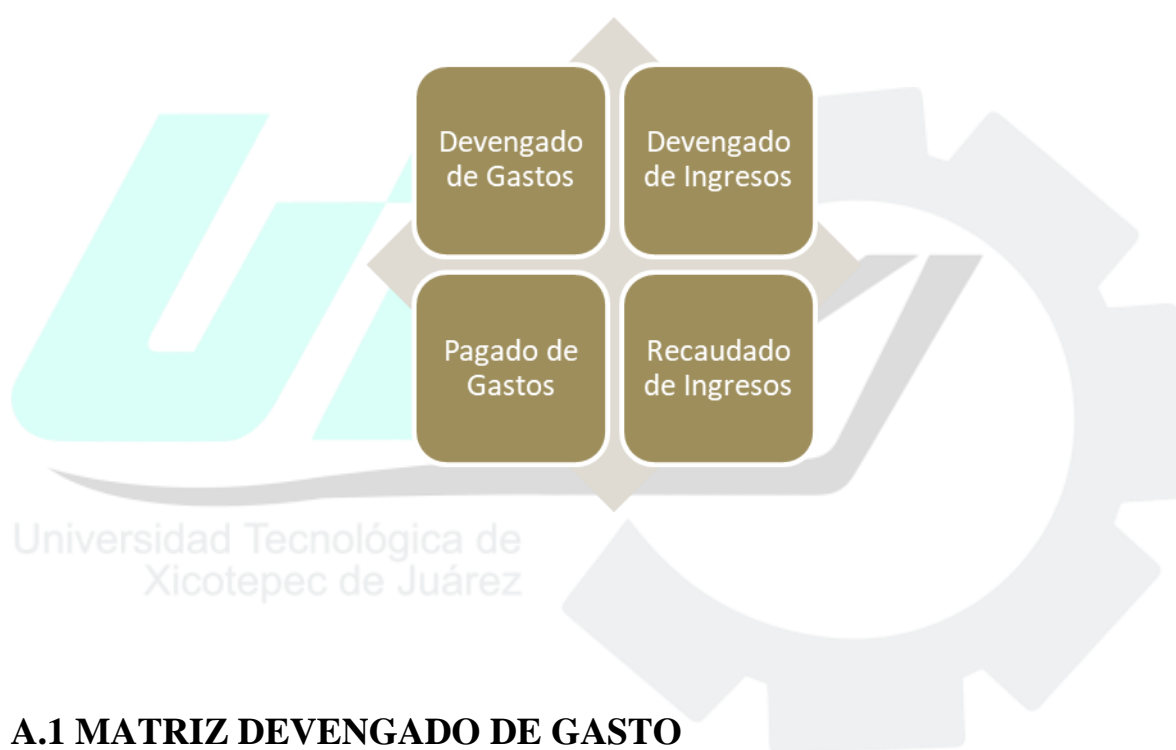 Devengado
de Gastos
Devengado
de Ingresos
Pagado de
Gastos
Recaudado
de Ingresos
Universidad Tecnológica de
Xicotepec de Juárez
A.1 MATRIZ DEVENGADO DE GASTO